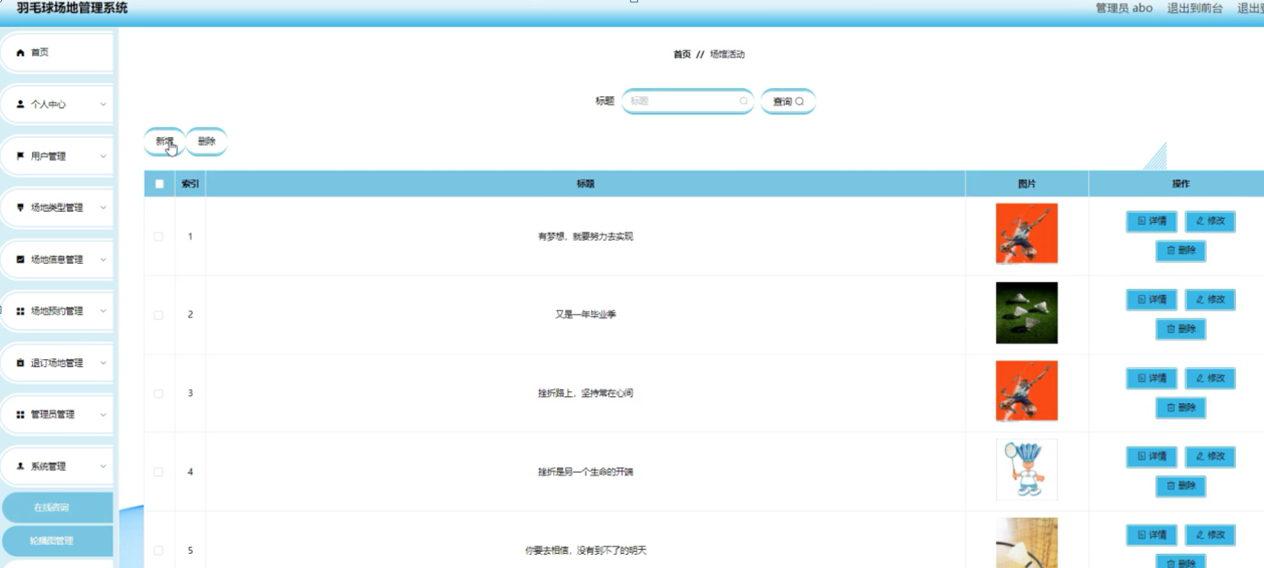 羽毛球场地管理系统
管理员 abo 退出到前台 退出
首页
个人中心
用户管理
场地类型管理
场地信息管理
场地预约管理
退订场地管理
管理员管理
系统管理
在线咨询
轮播图管理
首页 // 场馆活动
标题 标题 查询
新增 删除
索引 标题 图片 操作
1 有梦想，就要努力去实现 详情 修改
删除
2 又是一年毕业季 详情 修改
删除
3 挫折路上，坚持常在心间 详情 修改
删除
4 挫折是另一个生命的开端 详情 修改
删除
5 你要去相信，没有到不了的明天 详情 修改
删除